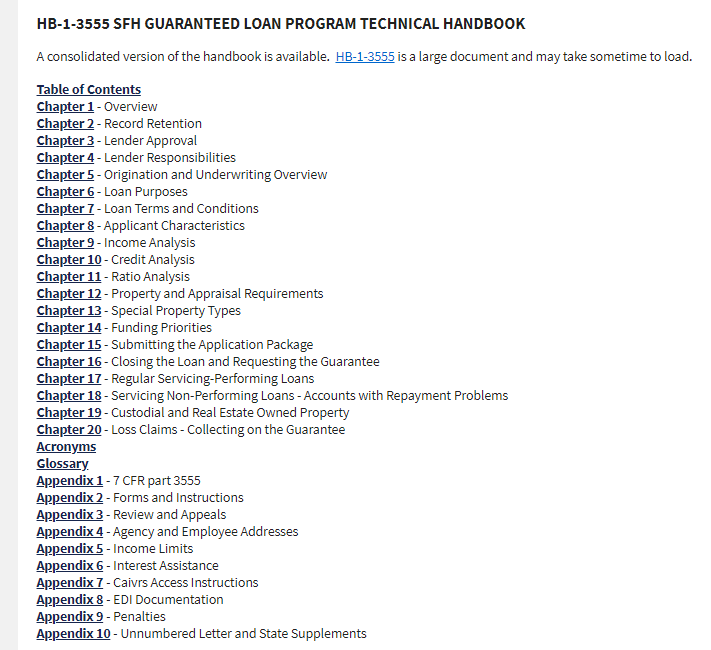 HB-1-3555 SFH GUARANTEED LOAN PROGRAM TECHNICAL HANDBOOK
A consolidated version of the handbook is available. HB-1-3555 is a large document and may take sometime to load.
Table of Contents
Chapter 1 - Overview
Chapter 2 - Record Retention
Chapter 3 - Lender Approval
Chapter 4 - Lender Responsibilities
Chapter 5 - Origination and Underwriting Overview
Chapter 6 - Loan Purposes
Chapter 7 - Loan Terms and Conditions
Chapter 8 - Applicant Characteristics
Chapter 9 - Income Analysis
Chapter 10 - Credit Analysis
Chapter 11 - Ratio Analysis
Chapter 12 - Property and Appraisal Requirements
Chapter 13 - Special Property Types
Chapter 14 - Funding Priorities
Chapter 15 - Submitting the Application Package
Chapter 16 - Closing the Loan and Requesting the Guarantee
Chapter 17 - Regular Servicing-Performing Loans
Chapter 18 - Servicing Non-Performing Loans - Accounts with Repayment Problems
Chapter 19 - Custodial and Real Estate Owned Property
Chapter 20 - Loss Claims - Collecting on the Guarantee
Acronyms
Glossary
Appendix 1 - 7 CFR part 3555
Appendix 2 - Forms and Instructions
Appendix 3 - Review and Appeals
Appendix 4 - Agency and Employee Addresses
Appendix 5 - Income Limits
Appendix 6 - Interest Assistance
Appendix 7 - Caivrs Access Instructions
Appendix 8 - EDI Documentation
Appendix 9 - Penalties
Appendix 10 - Unnumbered Letter and State Supplements